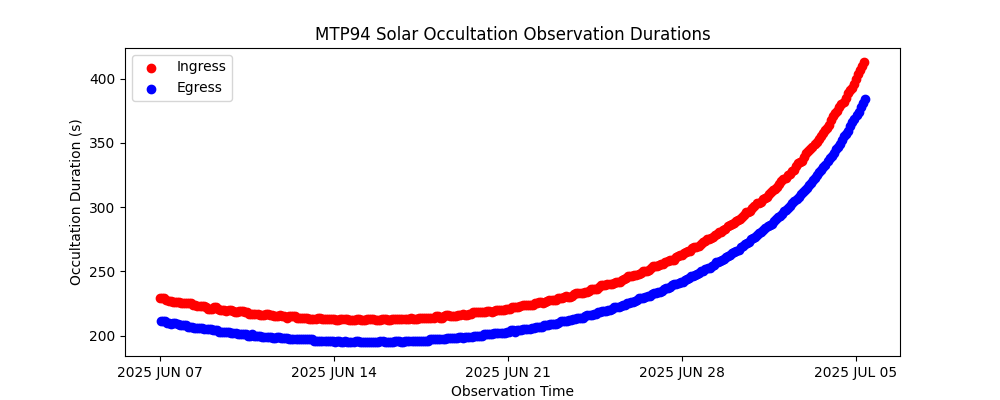 MTP94 Solar Occultation Observation Durations
Ingress
Egress
Occultation Duration (s)
400
350
300
250
200
2025 JUN 07
2025 JUN 14
2025 JUN 21
2025 JUN 28
2025 JUL 05
Observation Time